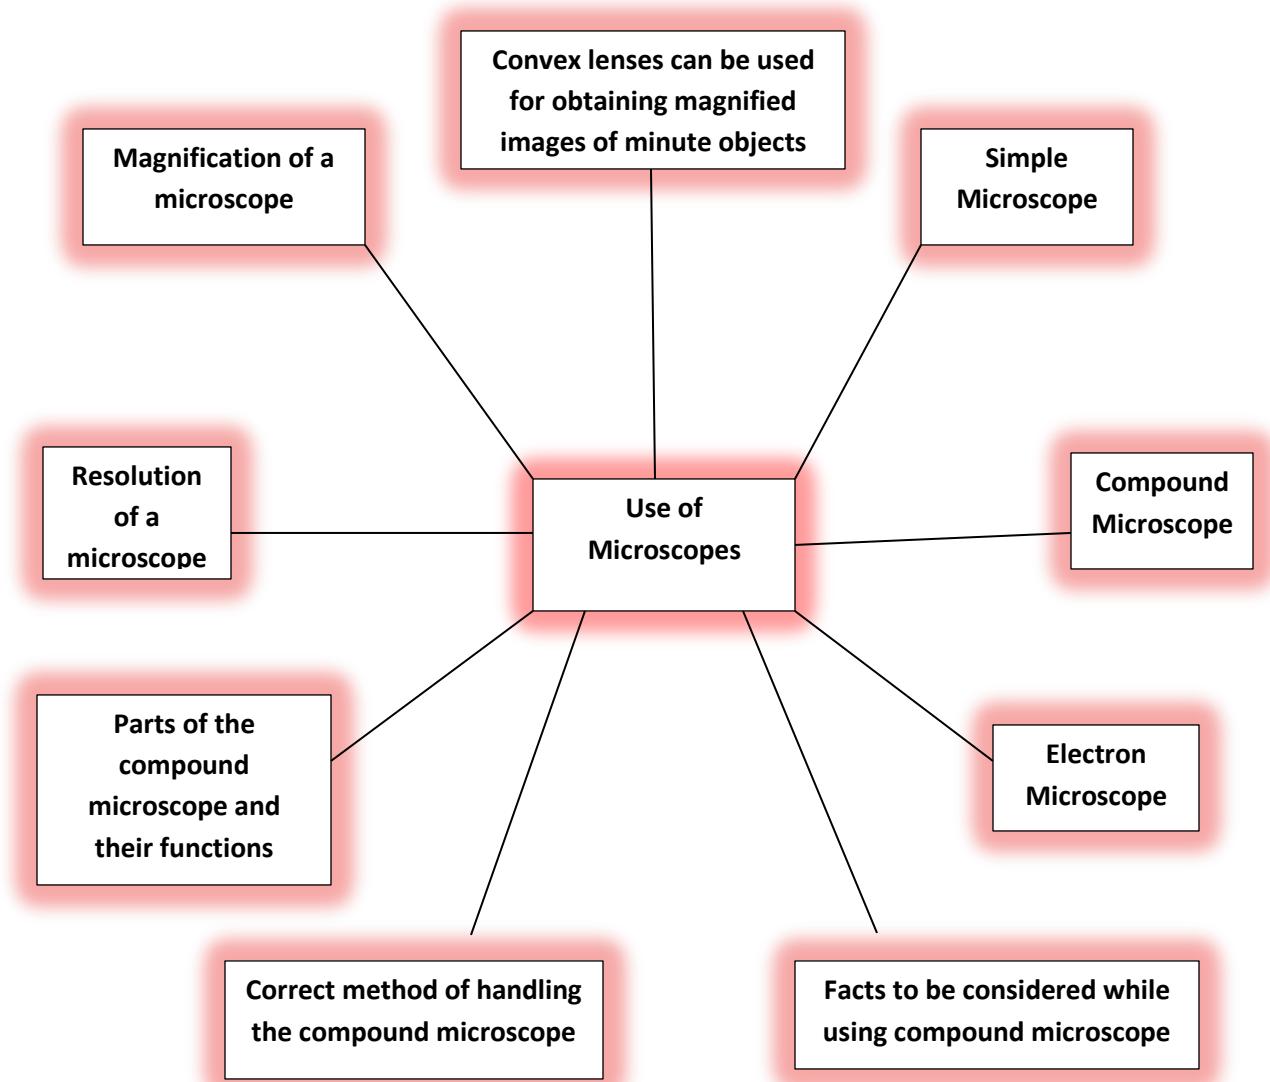 Convex lenses can be used
for obtaining magnified
images of minute objects
Magnification of a
microscope
Simple
Microscope
Resolution
of a
microscope
Use of
Microscopes
Compound
Microscope
Parts of the
compound
microscope and
their functions
Electron
Microscope
Correct method of handling
the compound microscope
Facts to be considered while
using compound microscope